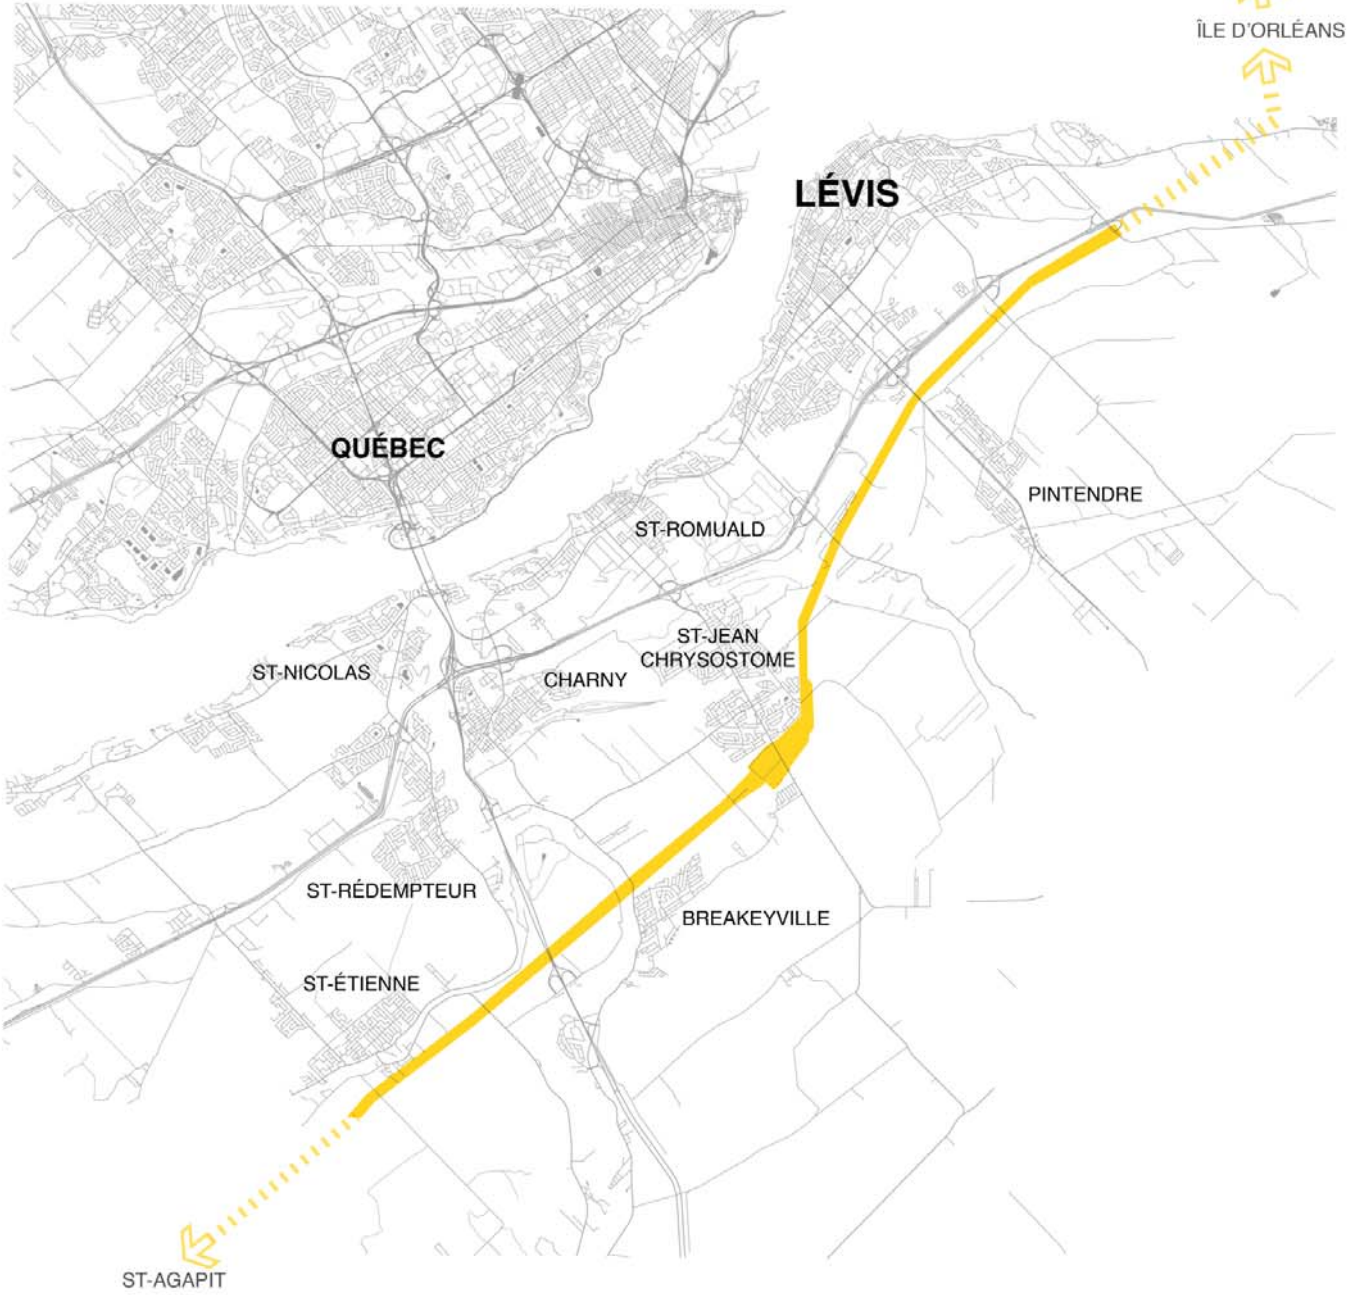 ÎLE D'ORLÉANS
LÉVIS
QUÉBEC
PINTENDRE
ST-ROMUALD
ST-JEAN
CHRYSOSTOME
ST-NICOLAS
CHARNY
ST-RÉDEMPTEUR
BREAKEYVILLE
ST-ÉTIENNE
ST-AGAPIT